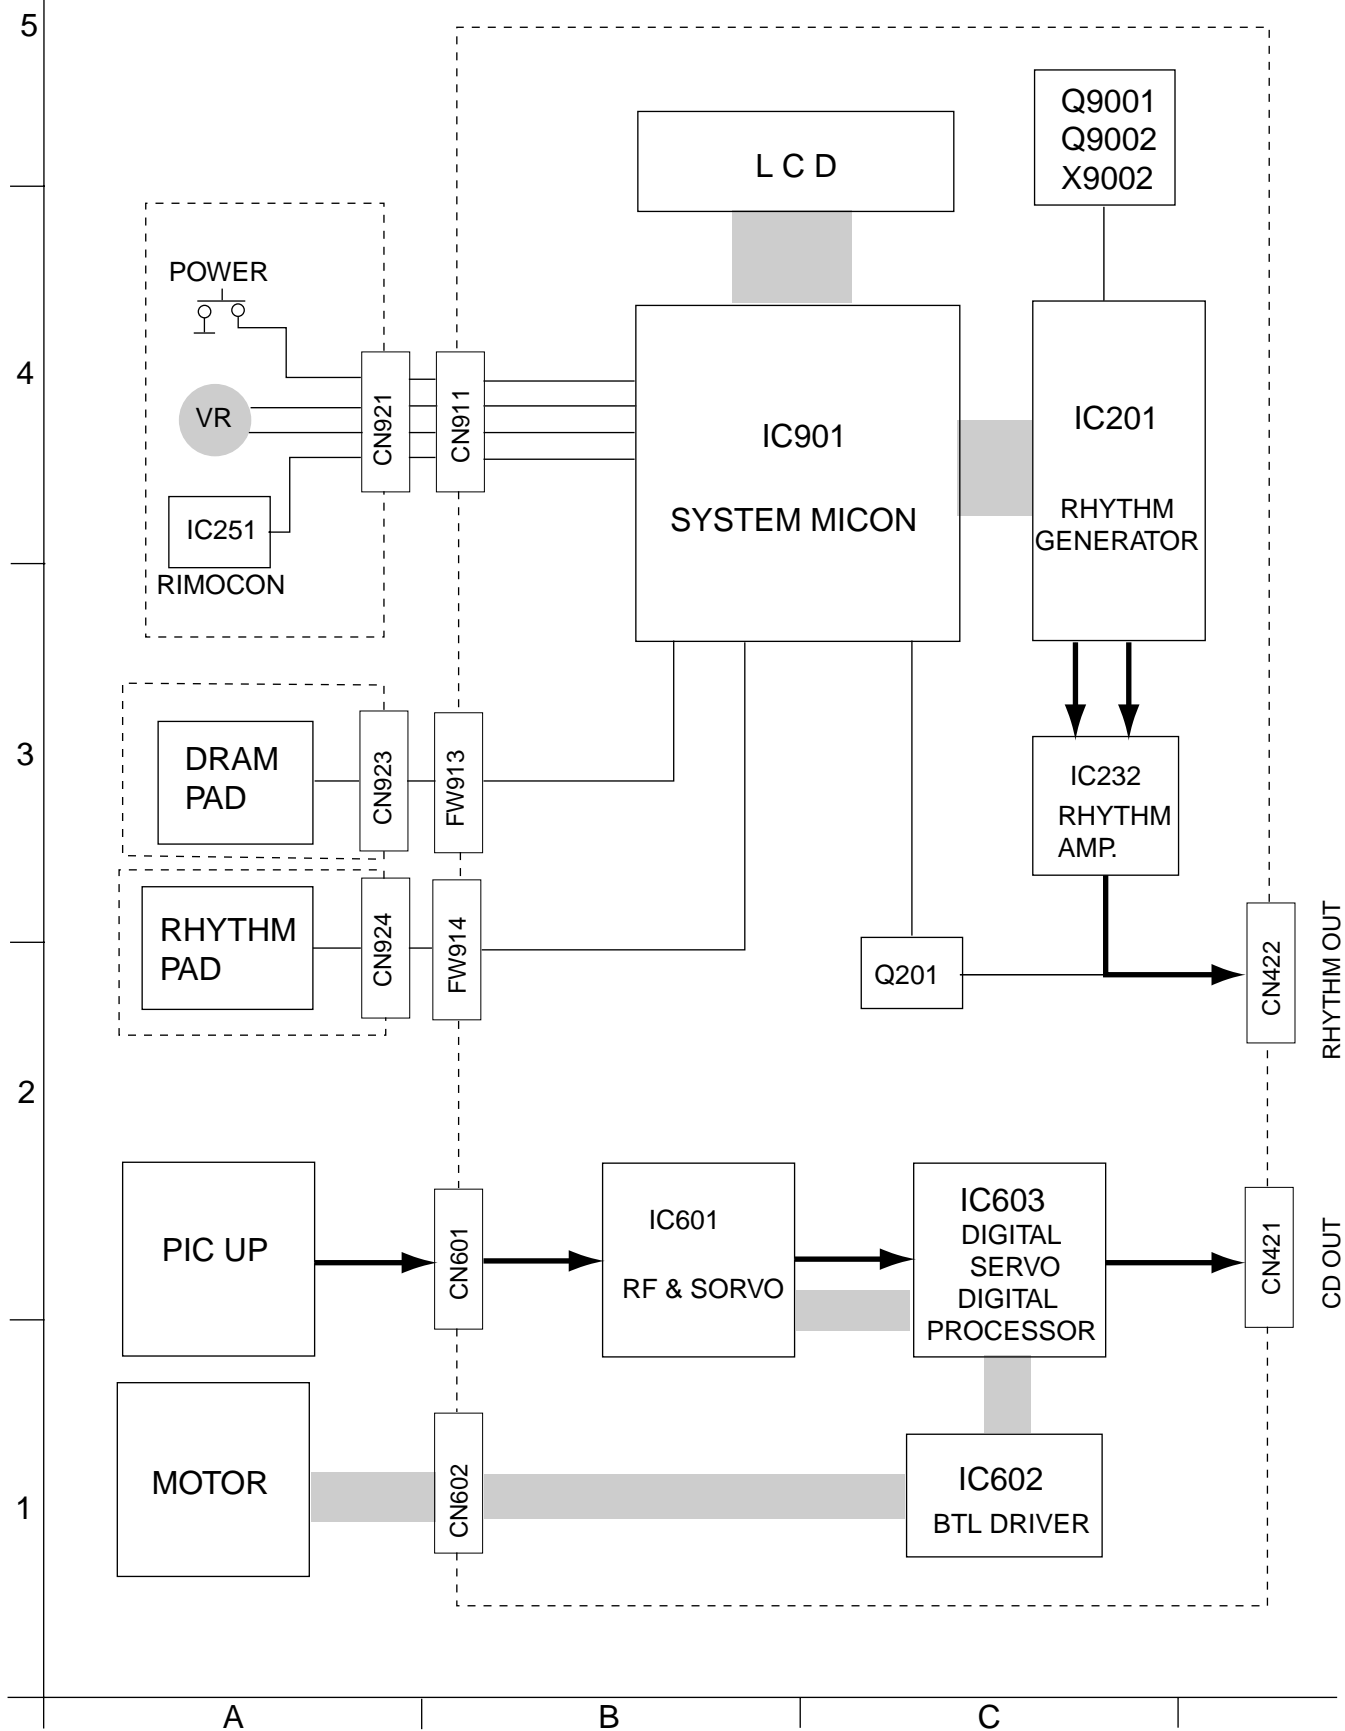 5
Q9001
Q9002
X9002
L C D
POWER
4
VR
CN921
CN911
IC901
SYSTEM MICON
IC201
RHYTHM
GENERATOR
IC251
RIMOCON
3
DRAM
PAD
CN923
FW913
IC232
RHYTHM
AMP.
RHYTHM
PAD
CN924
FW914
Q201
CN422
RHYTHM OUT
2
PIC UP
CN601
IC601
RF & SORVO
IC603
DIGITAL
SERVO
DIGITAL
PROCESSOR
CN421
CD OUT
1
MOTOR
CN602
IC602
BTL DRIVER
A
B
C